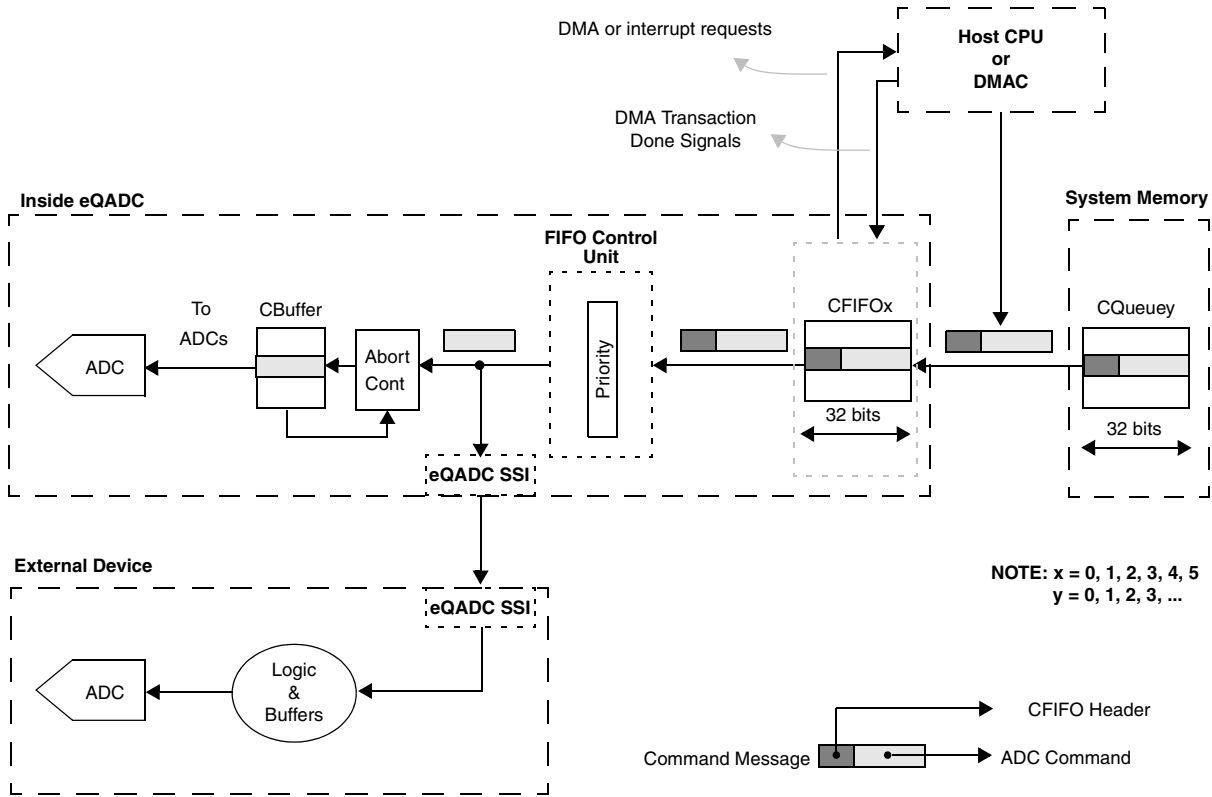 DMA or interrupt requests
Host CPU
or
DMAC
DMA Transaction
Done Signals
Inside eQADC
System Memory
FIFO Control
Unit
To
ADCs
CBuffer
CFIFOx
CQueuey
ADC
Abort
Cont
Priority
32 bits
32 bits
eQADC SSI
External Device
NOTE: x = 0, 1, 2, 3, 4, 5
y = 0, 1, 2, 3, ...
eQADC SSI
ADC
Logic
&
Buffers
CFIFO Header
Command Message
ADC Command